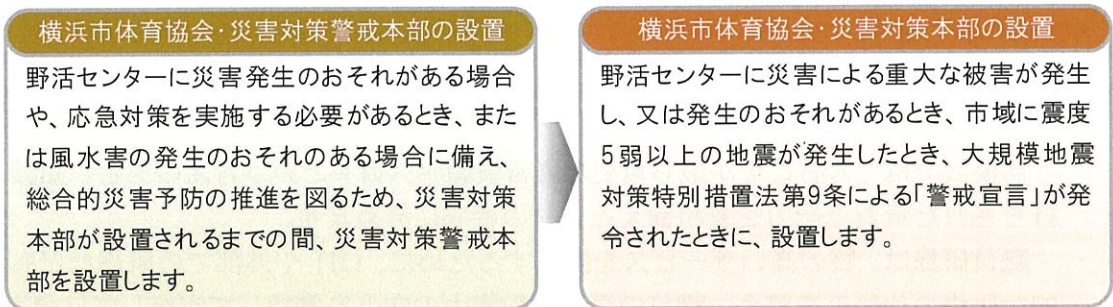 横浜市体育協会・災害対策警戒本部の設置
野活センターに災害発生のおそれがある場合
や、応急対策を実施する必要があるとき、また
は風水害の発生のおそれのある場合に備え、
総合的災害予防の推進を図るため、災害対策
本部が設置されるまでの間、災害対策警戒本
部を設置します。
横浜市体育協会・災害対策本部の設置
野活センターに災害による重大な被害が発生
し、又は発生のおそれがあるとき、市域に震度
5弱以上の地震が発生したとき、大規模地震
対策特別措置法第9条による「警戒宣言」が発
令されたときに、設置します。